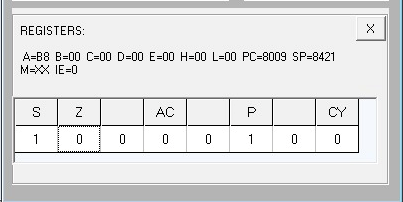 REGISTERS: X
A=B8 B=00 C=00 D=00 E=00 H=00 L=00 PC=8009 SP=8421
M=XX IE=0
S Z AC P CY
1 0 0 0 0 1 0 0